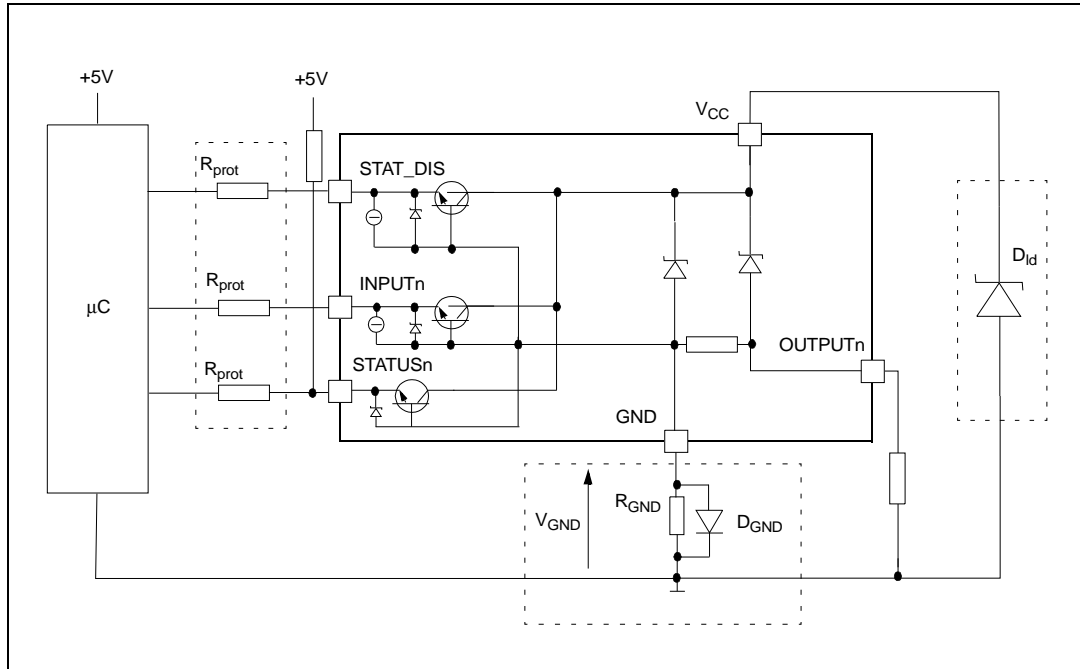 +5V
+5V
V_CC
R_prot
STAT_DIS
D_ld
R_prot
INPUTn
μC
OUTPUTn
R_prot
STATUSn
GND
R_GND
V_GND
D_GND